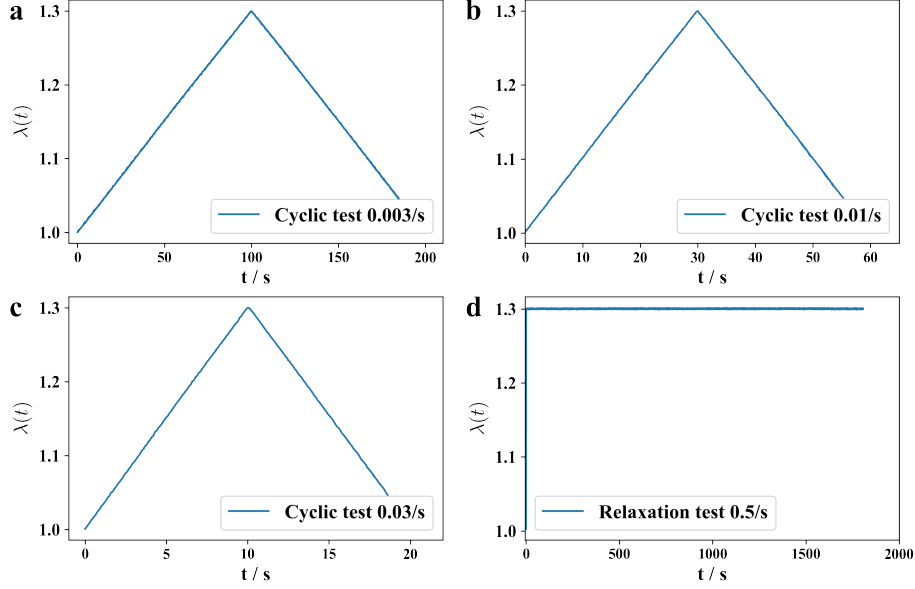 a
1.3
1.2
1.1
1.0
λ(t)
Cyclic test 0.003/s
0 50 100 150 200
t / s
b
1.3
1.2
1.1
1.0
λ(t)
Cyclic test 0.01/s
0 10 20 30 40 50 60
t / s
c
1.3
1.2
1.1
1.0
λ(t)
Cyclic test 0.03/s
0 5 10 15 20
t / s
d
1.3
1.2
1.1
1.0
λ(t)
Relaxation test 0.5/s
0 500 1000 1500 2000
t / s